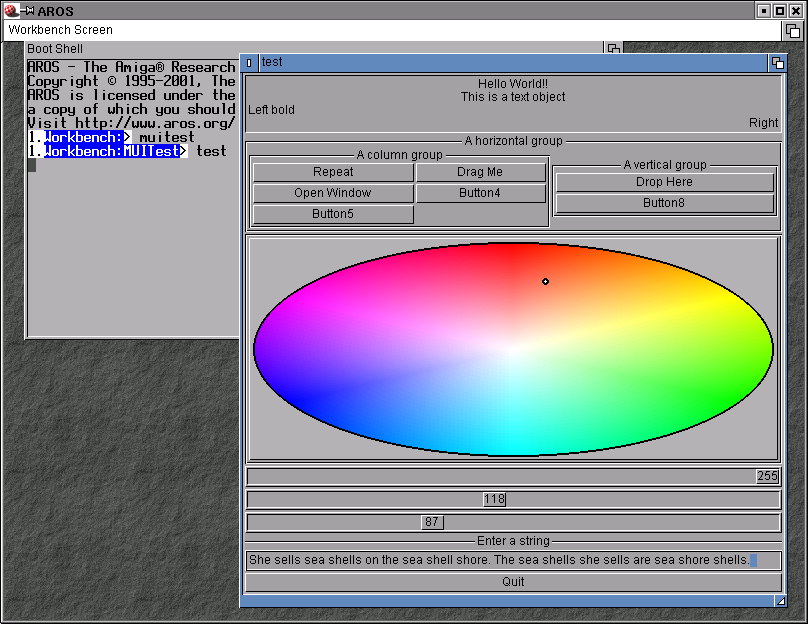 AROS
Workbench Screen
Boot Shell
AROS - The Amiga® Research
Copyright © 1995-2001, The
AROS is licensed under the
a copy of which you should
Visit http://www.aros.org/
1.Workbench:> muitest
1.Workbench:MUITest> test
test
Hello World!!
This is a text object
Left bold
Right
A horizontal group
A column group
Repeat
Drag Me
Open Window
Button4
Button5
A vertical group
Drop Here
Button8
255
118
87
Enter a string
She sells sea shells on the sea shell shore. The sea shells she sells are sea shore shells.
Quit